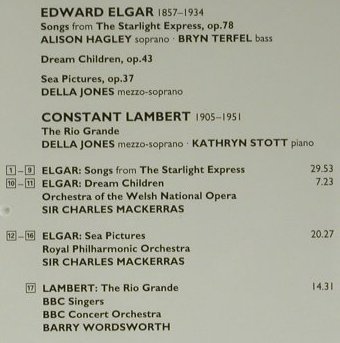 EDWARD ELGAR 1857–1934
Songs from The Starlight Express, op.78
ALISON HAGLEY soprano · BRYN TERFEL bass
Dream Children, op.43
Sea Pictures, op.37
DELLA JONES mezzo-soprano
CONSTANT LAMBERT 1905–1951
The Rio Grande
DELLA JONES mezzo-soprano · KATHRYN STOTT piano
1–9 ELGAR: Songs from The Starlight Express 29.53
10–11 ELGAR: Dream Children 7.23
Orchestra of the Welsh National Opera
SIR CHARLES MACKERRAS
12–16 ELGAR: Sea Pictures 20.27
Royal Philharmonic Orchestra
SIR CHARLES MACKERRAS
17 LAMBERT: The Rio Grande 14.31
BBC Singers
BBC Concert Orchestra
BARRY WORDSWORTH